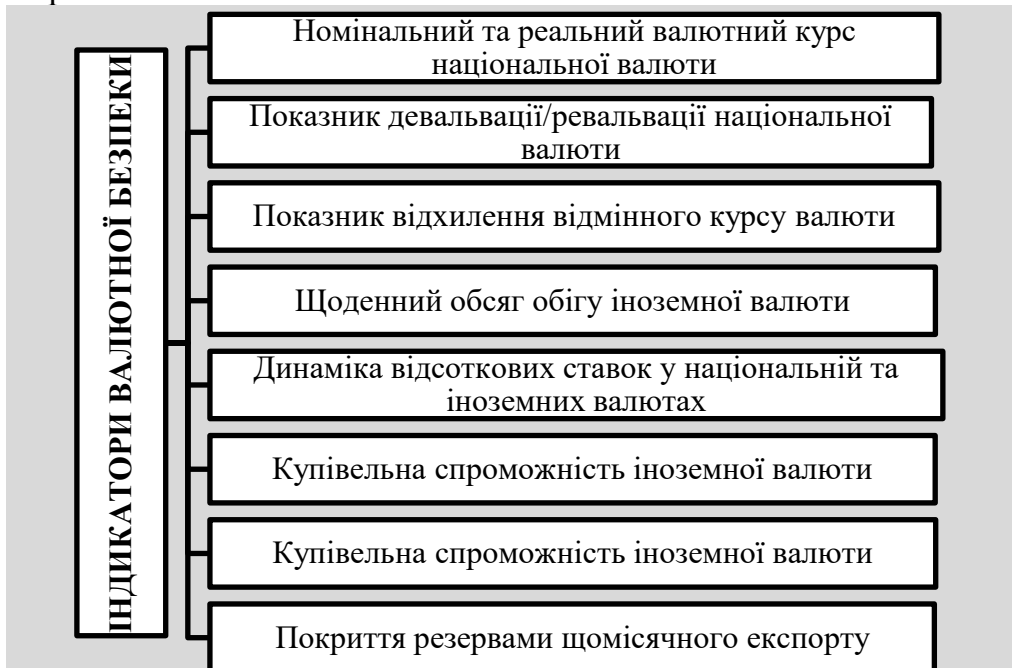 ІНДИКАТОРИ ВАЛЮТНОЇ БЕЗПЕКИ
Номінальний та реальний валютний курс
національної валюти
Показник девальвації/ревальвації національної
валюти
Показник відхилення відмінного курсу валюти
Щоденний обсяг обігу іноземної валюти
Динаміка відсоткових ставок у національній та
іноземних валютах
Купівельна спроможність іноземної валюти
Купівельна спроможність іноземної валюти
Покриття резервами щомісячного експорту